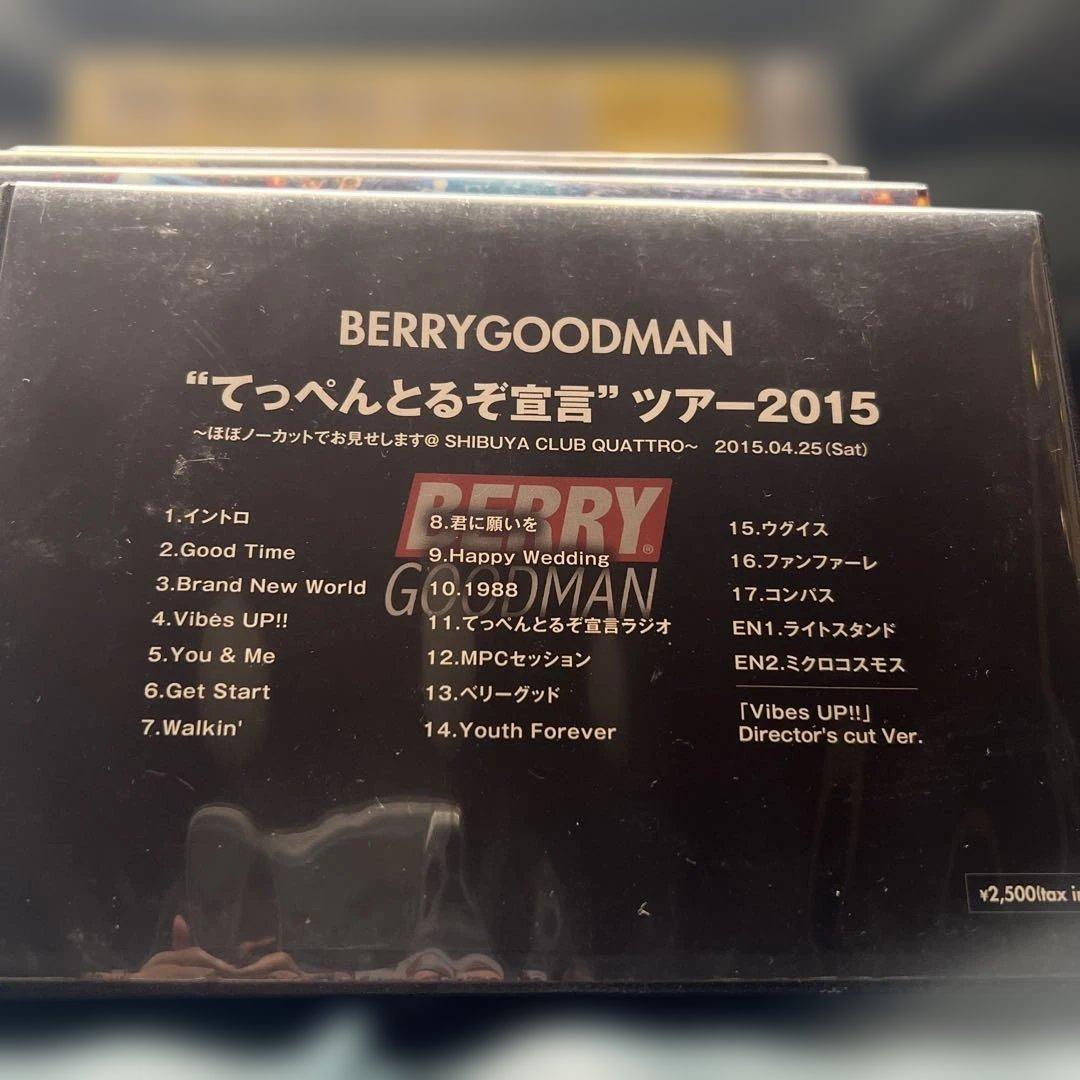 BERRYGOODMAN
“てっぺんとるぞ宣言” ツアー2015
～ほぼノーカットでお見せします@ SHIBUYA CLUB QUATTRO～ 2015.04.25(Sat)
BERRY®
GOODMAN
1.イントロ
2.Good Time
3.Brand New World
4.Vibes UP!!
5.You & Me
6.Get Start
7.Walkin'
8.君に願いを
9.Happy Wedding
10.1988
11.てっぺんとるぞ宣言ラジオ
12.MPCセッション
13.ベリーグッド
14.Youth Forever
15.ウグイス
16.ファンファーレ
17.コンパス
EN1.ライトスタンド
EN2.ミクロコスモス
「Vibes UP!!」
Director's cut Ver.
¥2,500(tax